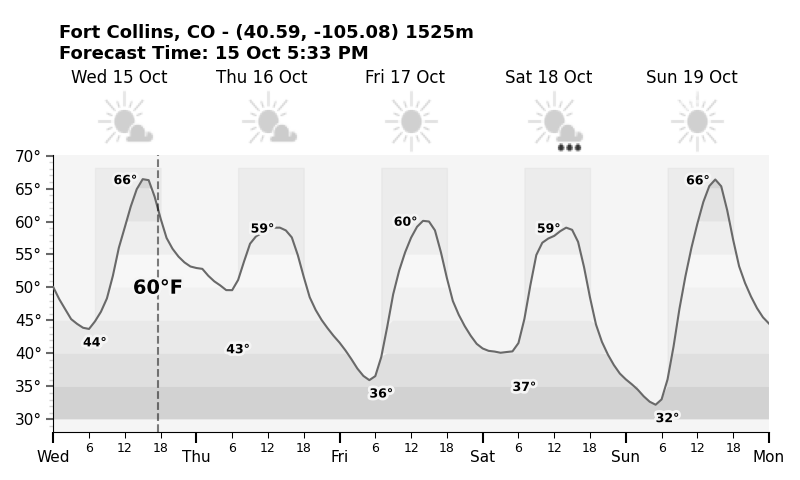 Fort Collins, CO - (40.59, -105.08) 1525m
Forecast Time: 15 Oct 5:33 PM
Wed 15 Oct Thu 16 Oct Fri 17 Oct Sat 18 Oct Sun 19 Oct
70°
65°
60°
55°
50°
45°
40°
35°
30°
66° 59° 60° 59° 66°
60°F
44° 43° 36° 37° 32°
6 12 18 6 12 18 6 12 18 6 12 18 6 12 18
Wed Thu Fri Sat Sun Mon